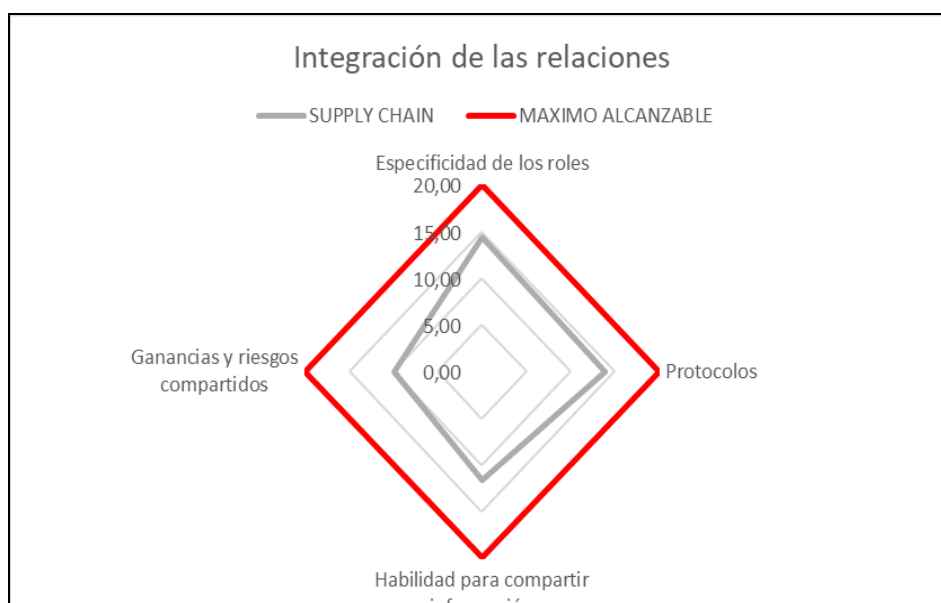 Integración de las relaciones
SUPPLY CHAIN
MAXIMO ALCANZABLE
Especificidad de los roles
20,00
15,00
10,00
5,00
0,00
Ganancias y riesgos
compartidos
Protocolos
Habilidad para compartir